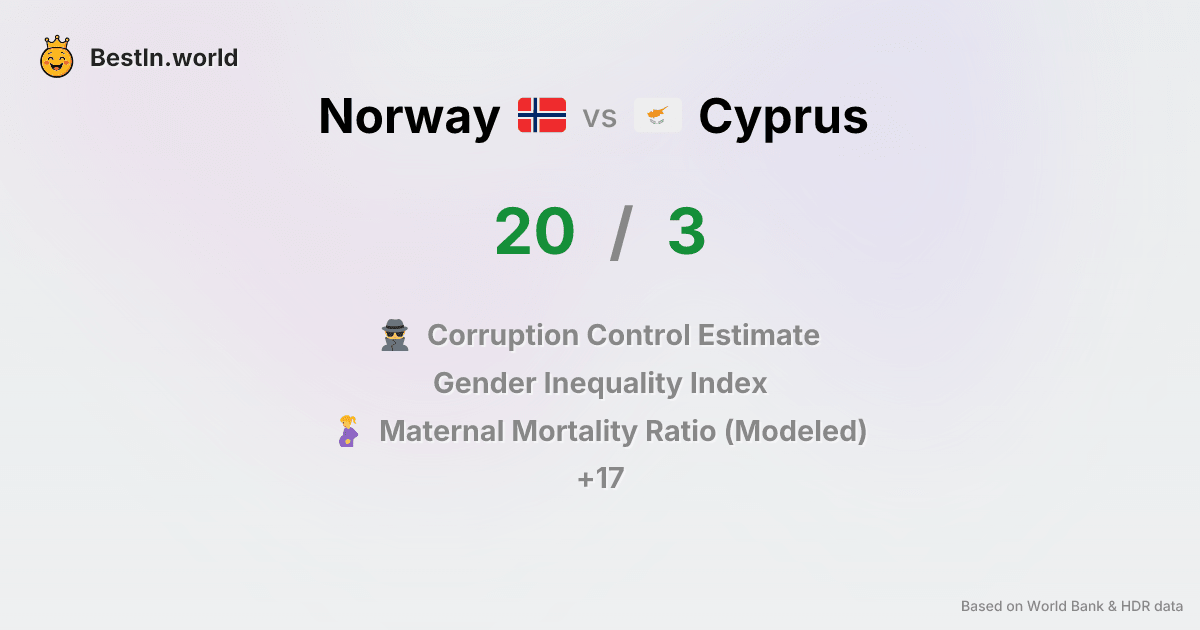 BestIn.world
Norway vs Cyprus
20 / 3
Corruption Control Estimate
Gender Inequality Index
Maternal Mortality Ratio (Modeled)
+17
Based on World Bank & HDR data